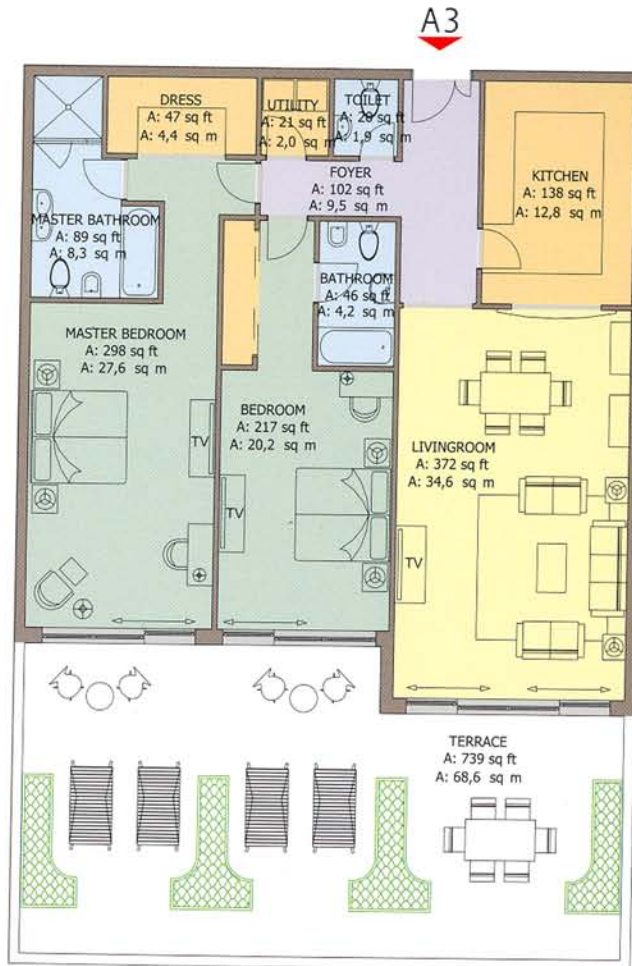 A3
DRESS
A: 47 sq ft
A: 4,4 sq m
UTILITY
A: 21 sq ft
A: 2,0 m
TOILET
A: 20 sq ft
A: 1,9 m
FOYER
A: 102 sq ft
A: 9,5 sq m
KITCHEN
A: 138 sq ft
A: 12,8 sq m
MASTER BATHROOM
A: 89 sq ft
A: 8,3 sq m
BATHROOM
A: 46 sq ft
A: 4,2 sq m
MASTER BEDROOM
A: 298 sq ft
A: 27,6 sq m
TV
BEDROOM
A: 217 sq ft
A: 20,2 sq m
TV
LIVINGROOM
A: 372 sq ft
A: 34,6 sq m
TV
TERRACE
A: 739 sq ft
A: 68,6 sq m